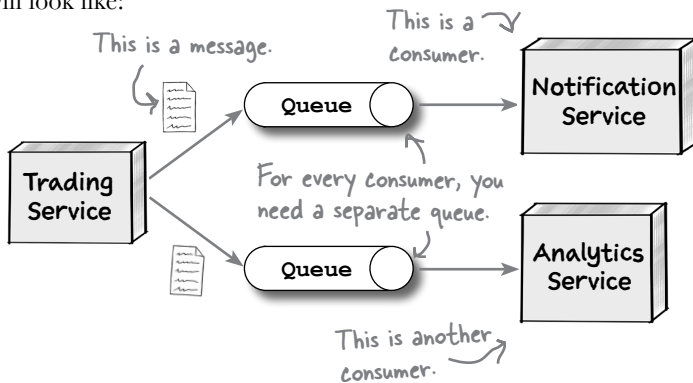 look like:
This is a message.
This is a
consumer.
Queue
Notification
Service
Trading
Service
For every consumer, you
need a separate queue.
Queue
Analytics
Service
This is another
consumer.